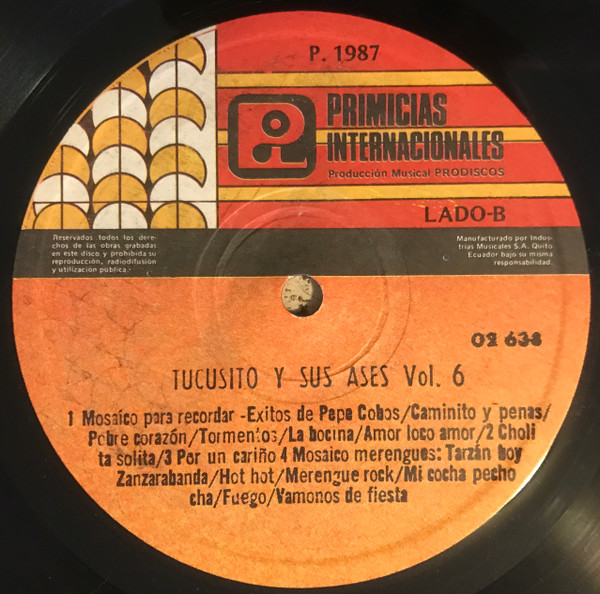 P. 1987
PRIMICIAS
INTERNACIONALES
Producción Musical PRODISCOS
LADO-B
Reservados todos los dere-
chos de las obras grabadas
en este disco y prohibida su
reproducción, radiodifusión
y utilización pública.-
Manufacturado por Indus-
trias Musicales S.A. Quito
Ecuador bajo su misma
responsabilidad.
02 638
TUCUSITO Y SUS ASES Vol. 6
1 Mosaico para recordar -Exitos de Pepe Cobos/Caminito y penas/
Pobre corazón/Tormentos/La bocina/Amor loco amor/2 Choli
ta solita/3 Por un cariño 4 Mosaico merengues: Tarzán boy
Zanzarabanda/Hot hot/Merengue rock/Mi cocha pecho
cha/Fuego/Vamonos de fiesta